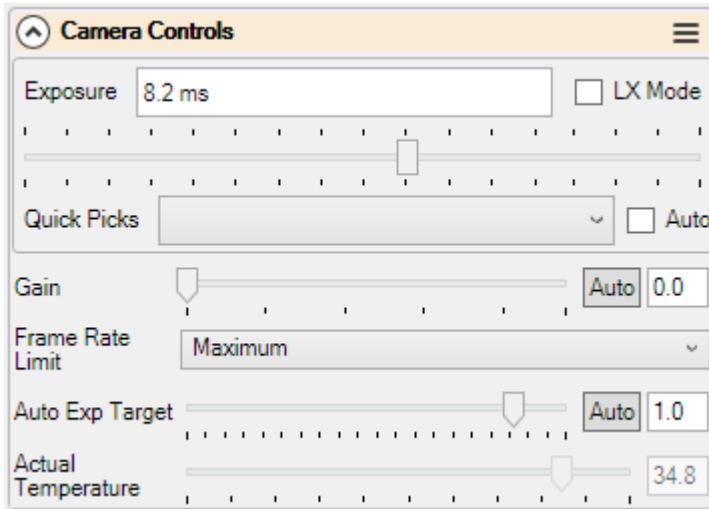 Camera Controls
Exposure 8.2 ms LX Mode
Quick Picks Auto
Gain Auto 0.0
Frame Rate
Limit Maximum
Auto Exp Target Auto 1.0
Actual
Temperature 34.8